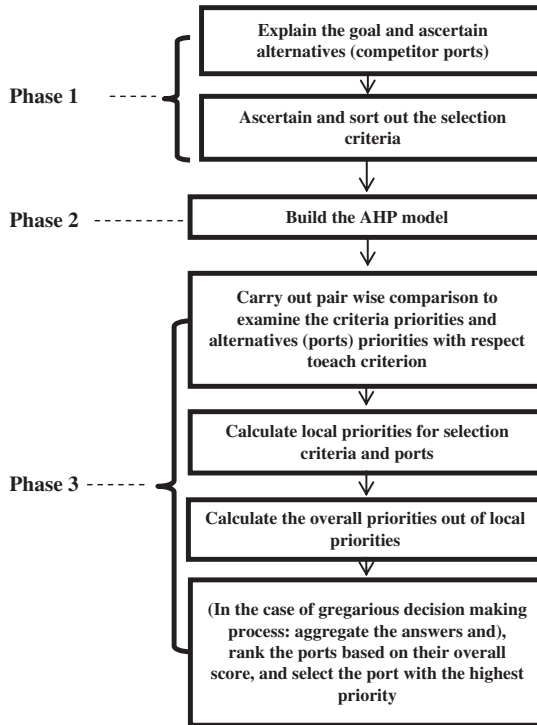 Explain the goal and ascertain
alternatives (competitor ports)
Phase 1
Ascertain and sort out the selection
criteria
Phase 2
Build the AHP model
Carry out pair wise comparison to
examine the criteria priorities and
alternatives (ports) priorities with respect
toeach criterion
Calculate local priorities for selection
criteria and ports
Phase 3
Calculate the overall priorities out of local
priorities
(In the case of gregarious decision making
process: aggregate the answers and),
rank the ports based on their overall
score, and select the port with the highest
priority